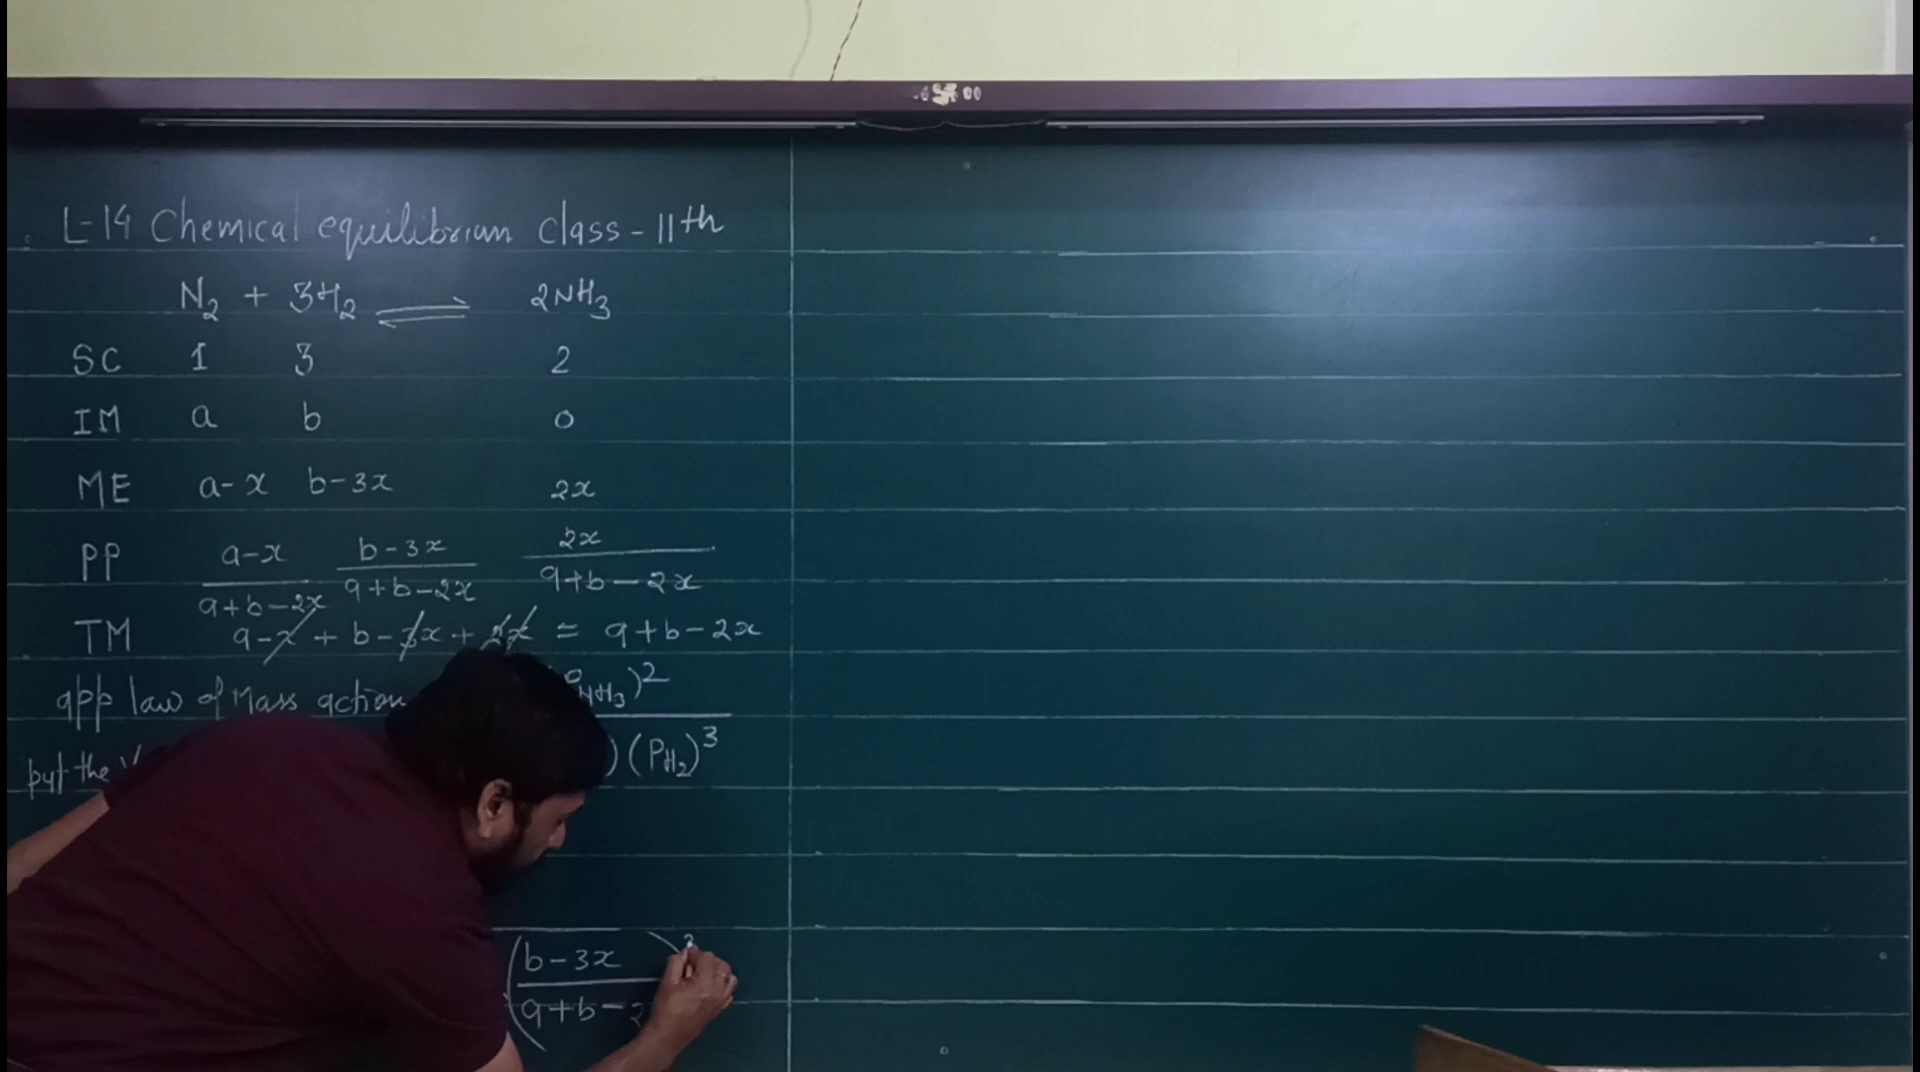 L-14 Chemical equilibrium class - 11th
N2 + 3H2 ⇌ 2NH3
SC 1 3 2
IM a b 0
ME a-x b-3x 2x
PP a-x/a+b-2x b-3x/a+b-2x 2x/a+b-2x
TM a-x + b-3x + 2x = a+b-2x
app law of Mass action NH3)2
put the ) (PH2)3
(b-3x
a+b-2